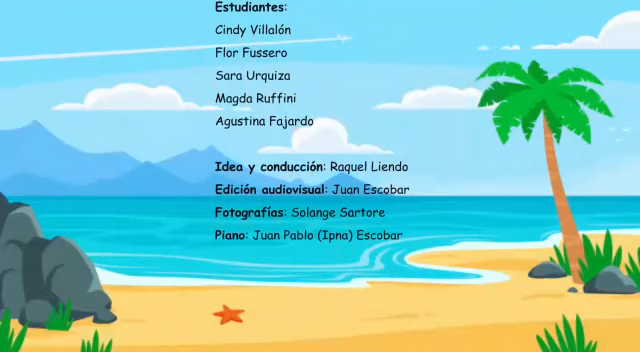 Estudiantes:
Cindy Villalón
Flor Fussero
Sara Urquiza
Magda Ruffini
Agustina Fajardo
Idea y conducción: Raquel Liendo
Edición audiovisual: Juan Escobar
Fotografías: Solange Sartore
Piano: Juan Pablo (Ipna) Escobar